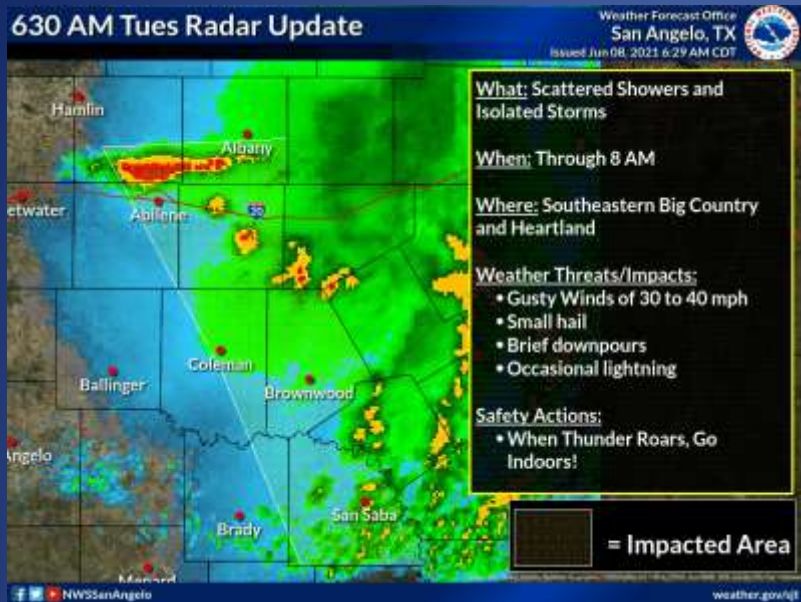 630 AM Tues Radar Update
Weather Forecast Office
San Angelo, TX
Issued Jun 08, 2021 6:29 AM CDT
What: Scattered Showers and
Isolated Storms
When: Through 8 AM
Where: Southeastern Big Country
and Heartland
Weather Threats/Impacts:
• Gusty Winds of 30 to 40 mph
• Small hail
• Brief downpours
• Occasional lightning
Safety Actions:
• When Thunder Roars, Go
Indoors!
= Impacted Area
Hamlin
Albany
etwater
Abilene
20
Coleman
Ballinger
Brownwood
Angelo
Brady
San Saba
Menard
NWSSanAngelo
weather.gov/sjt